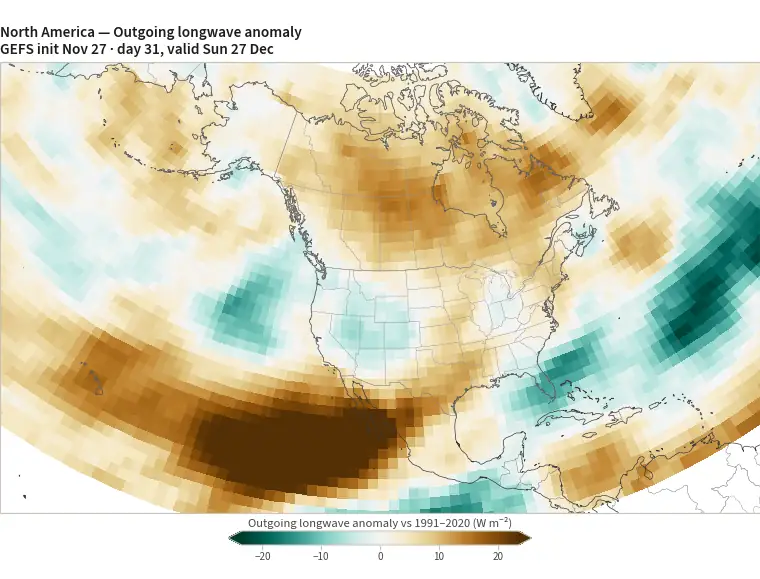 North America — Outgoing longwave anomaly
GEFS init Nov 27 · day 31, valid Sun 27 Dec
Outgoing longwave anomaly vs 1991–2020 (W m⁻²)
−20 −10 0 10 20